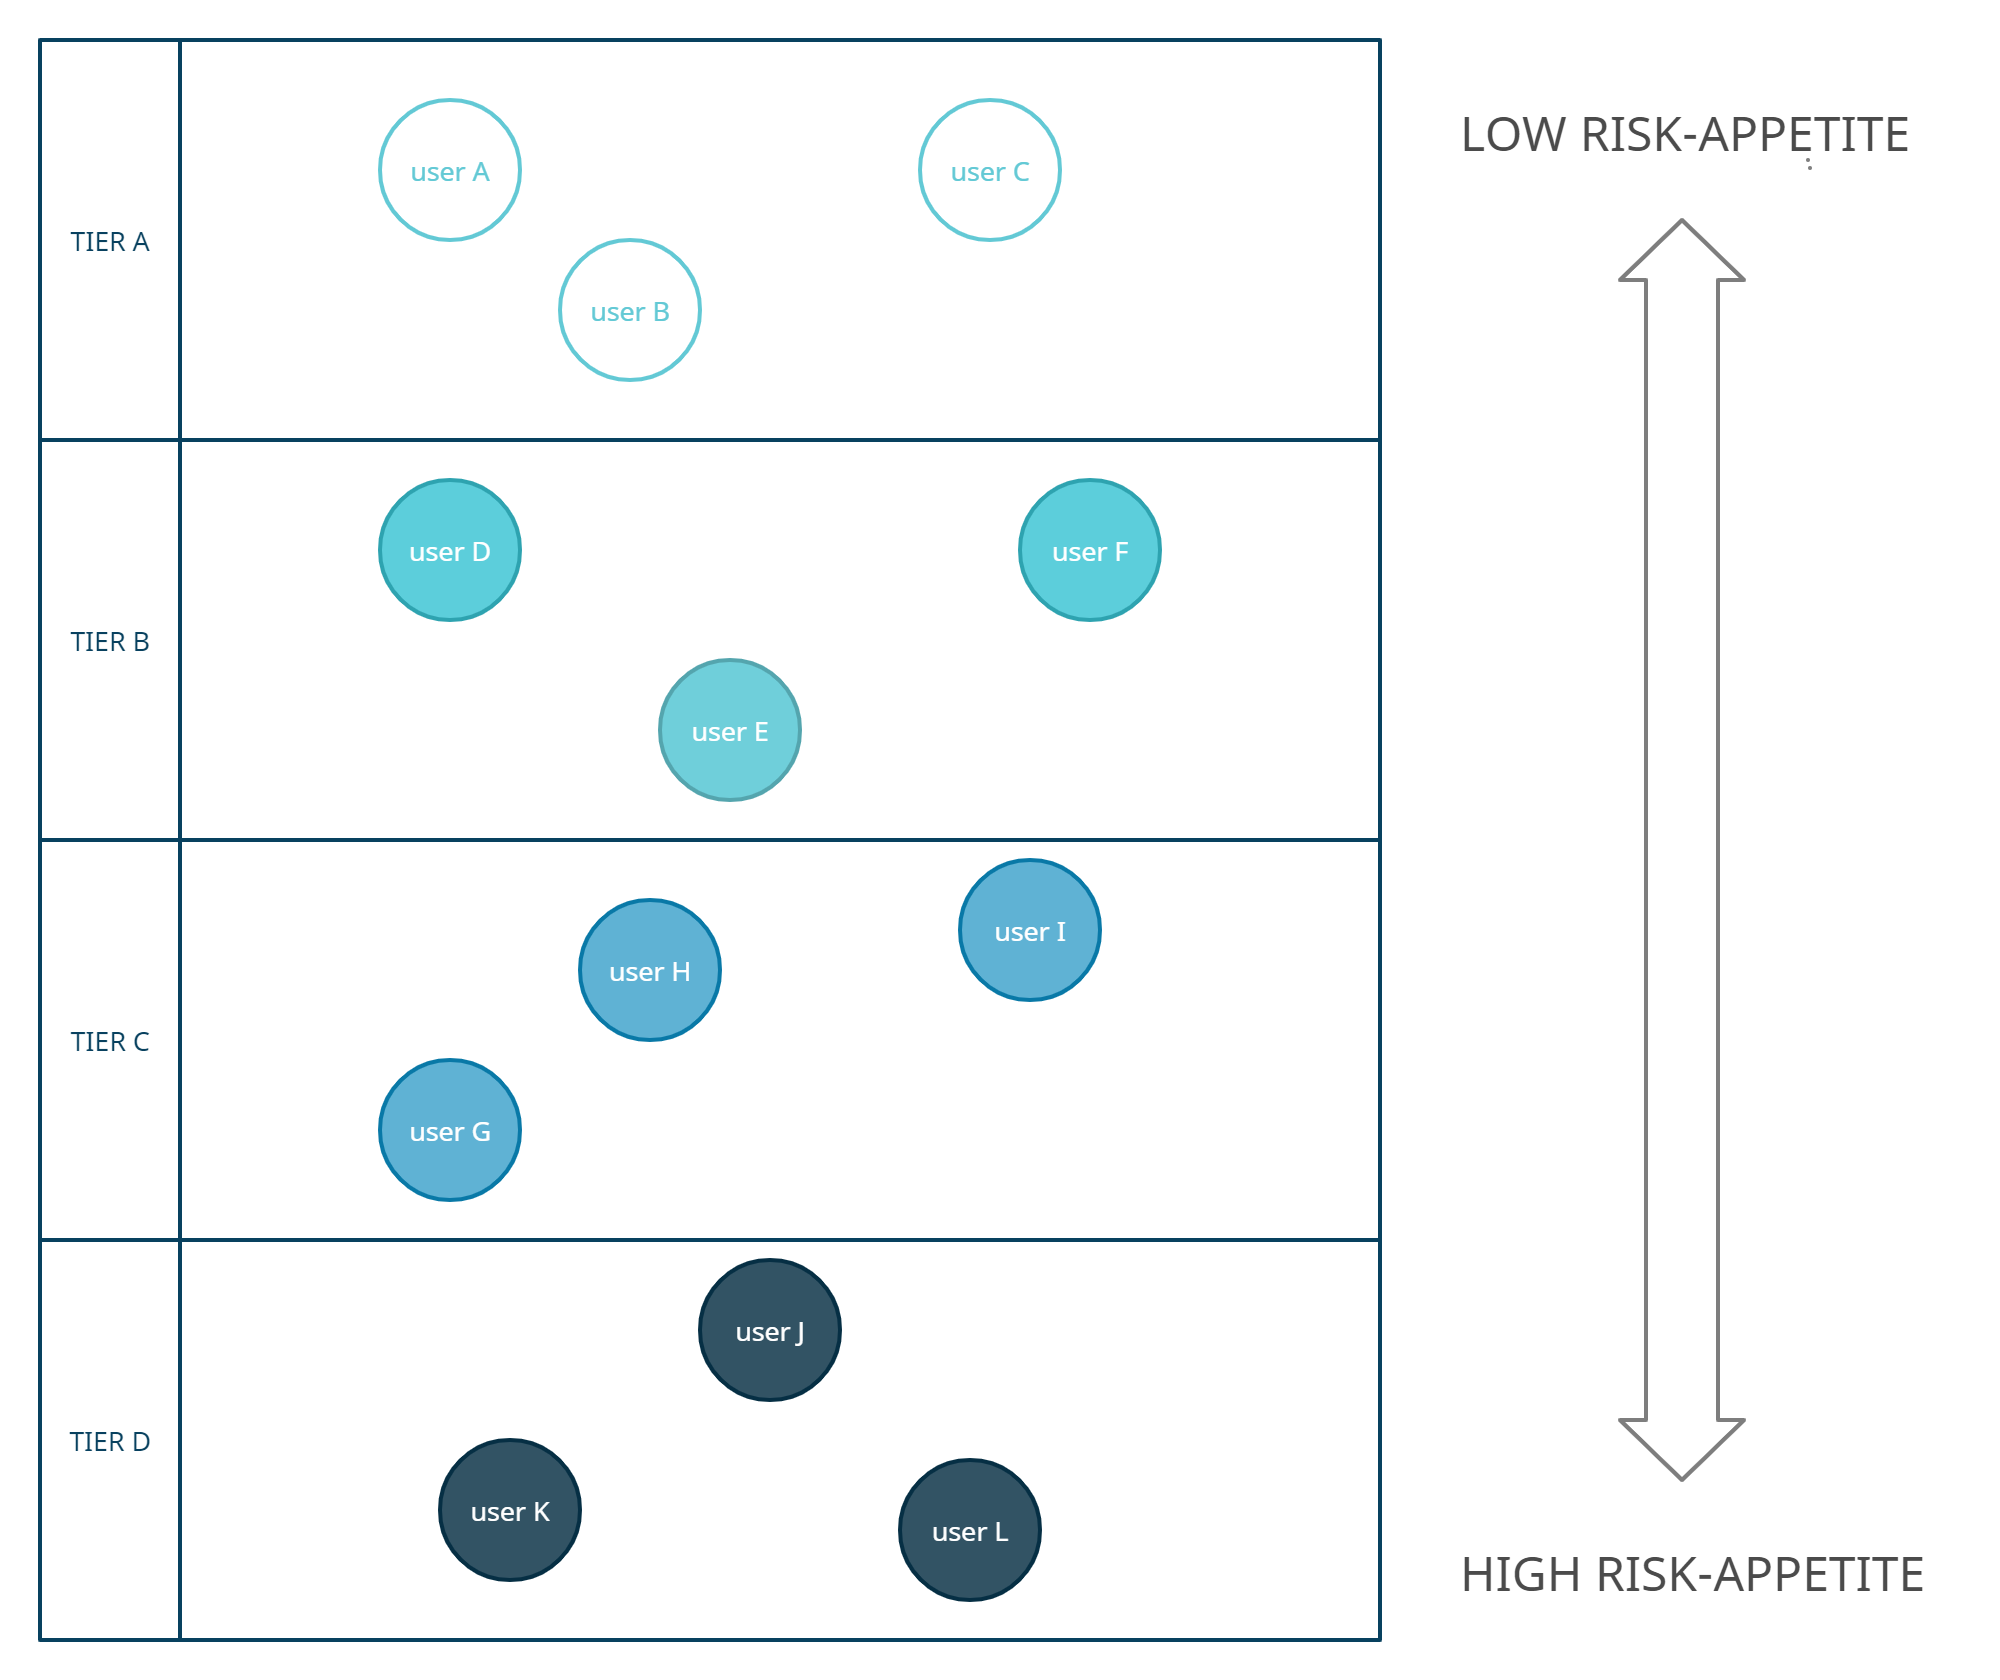 LOW RISK-APPETITE
TIER A
user A
user C
user B
TIER B
user D
user F
user E
TIER C
user I
user H
user G
TIER D
user J
user K
user L
HIGH RISK-APPETITE